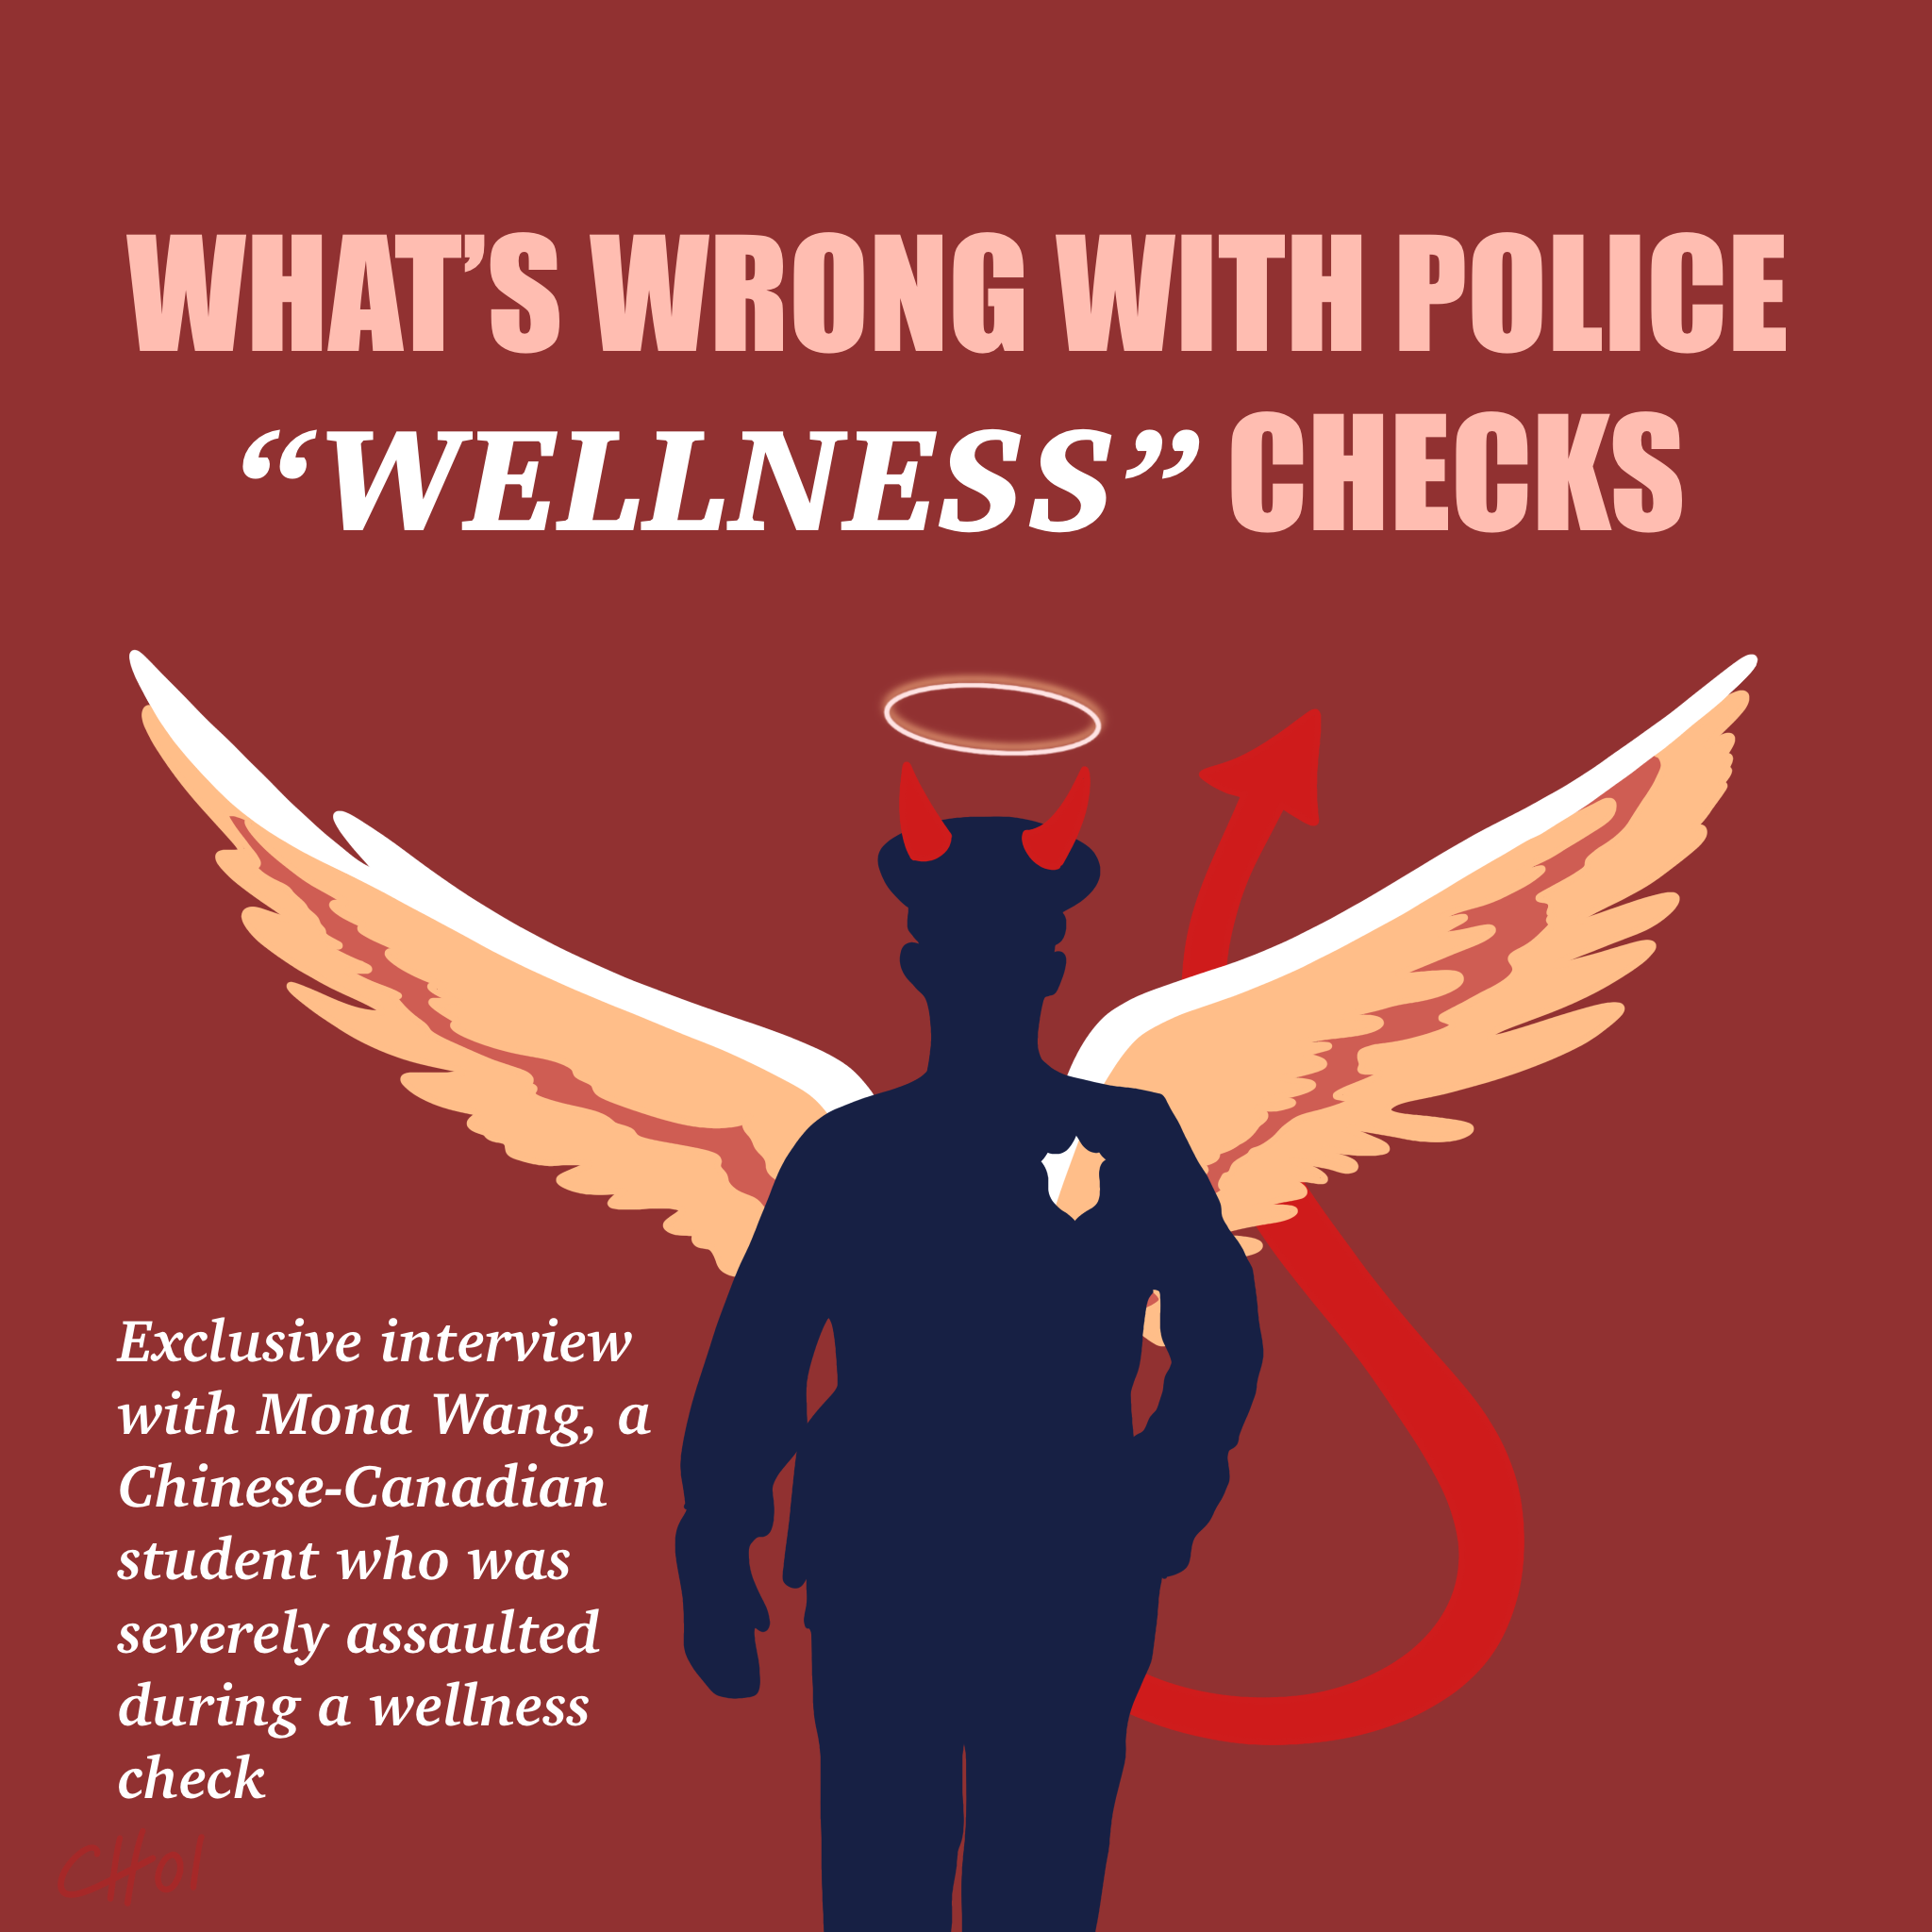 WHAT'S WRONG WITH POLICE
“WELLNESS” CHECKS
Exclusive interview
with Mona Wang, a
Chinese-Canadian
student who was
severely assaulted
during a wellness
check
CHOI